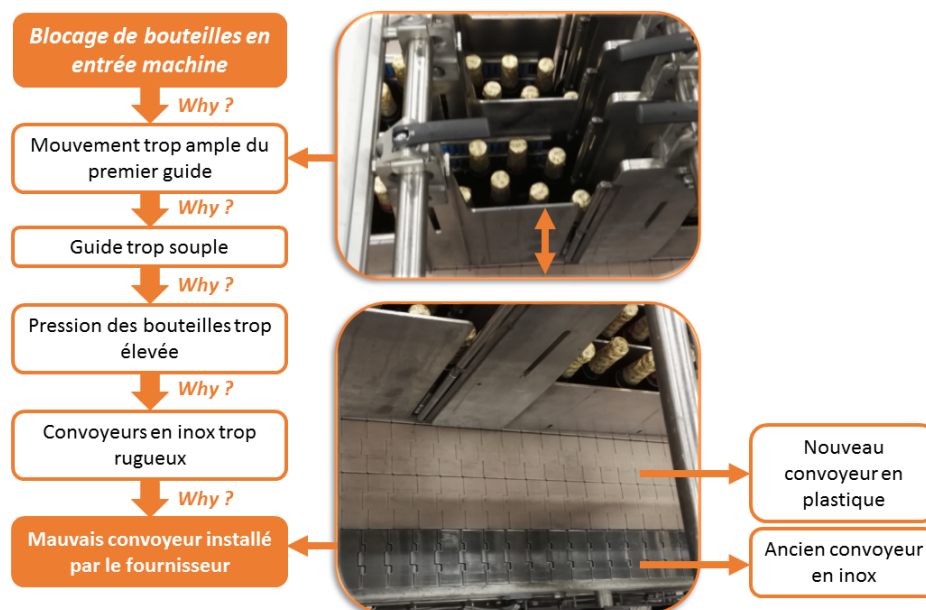 Blocage de bouteilles en
entrée machine
Why ?
Mouvement trop ample du
premier guide
Why ?
Guide trop souple
Why ?
Pression des bouteilles trop
élevée
Why ?
Convoyeurs en inox trop
rugueux
Why ?
Mauvais convoyeur installé
par le fournisseur
Nouveau
convoyeur en
plastique
Ancien convoyeur
en inox